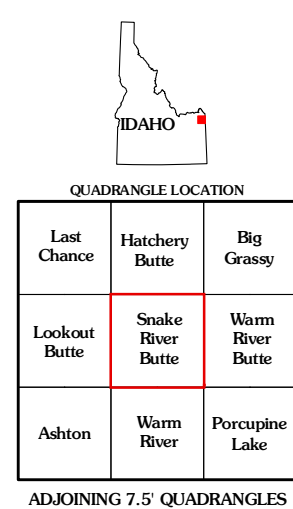 IDAHO
QUADRANGLE LOCATION
Last Chance
Hatchery Butte
Big Grassy
Lookout Butte
Snake River Butte
Warm River Butte
Ashton
Warm River
Porcupine Lake
ADJOINING 7.5' QUADRANGLES